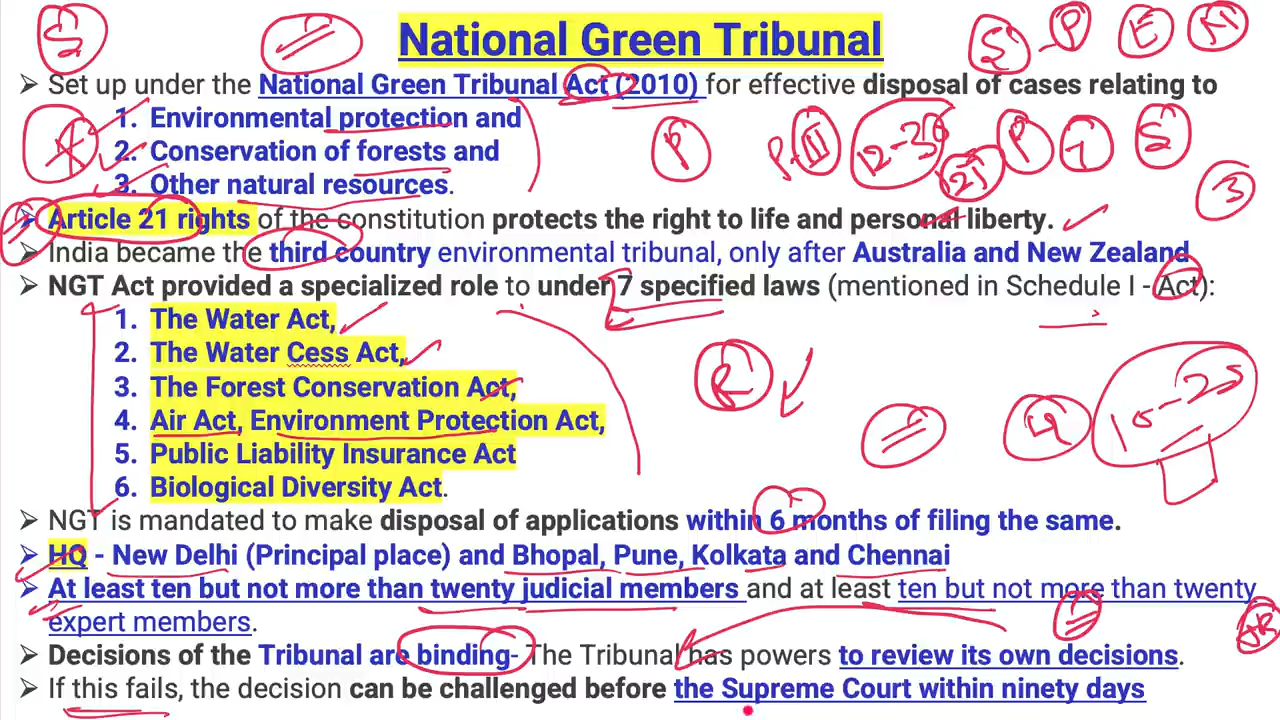 National Green Tribunal
➢ Set up under the National Green Tribunal Act (2010) for effective disposal of cases relating to
1. Environmental protection and
2. Conservation of forests and
3. Other natural resources.
➢ Article 21 rights of the constitution protects the right to life and personal liberty.
➢ India became the third country environmental tribunal, only after Australia and New Zealand
➢ NGT Act provided a specialized role to under 7 specified laws (mentioned in Schedule I - Act):
1. The Water Act,
2. The Water Cess Act,
3. The Forest Conservation Act,
4. Air Act, Environment Protection Act,
5. Public Liability Insurance Act
6. Biological Diversity Act.
➢ NGT is mandated to make disposal of applications within 6 months of filing the same.
➢ HQ - New Delhi (Principal place) and Bhopal, Pune, Kolkata and Chennai
➢ At least ten but not more than twenty judicial members and at least ten but not more than twenty
expert members.
➢ Decisions of the Tribunal are binding- The Tribunal has powers to review its own decisions.
➢ If this fails, the decision can be challenged before the Supreme Court within ninety days
P E
P
P-III
12-35
21
P
3
R
15-25